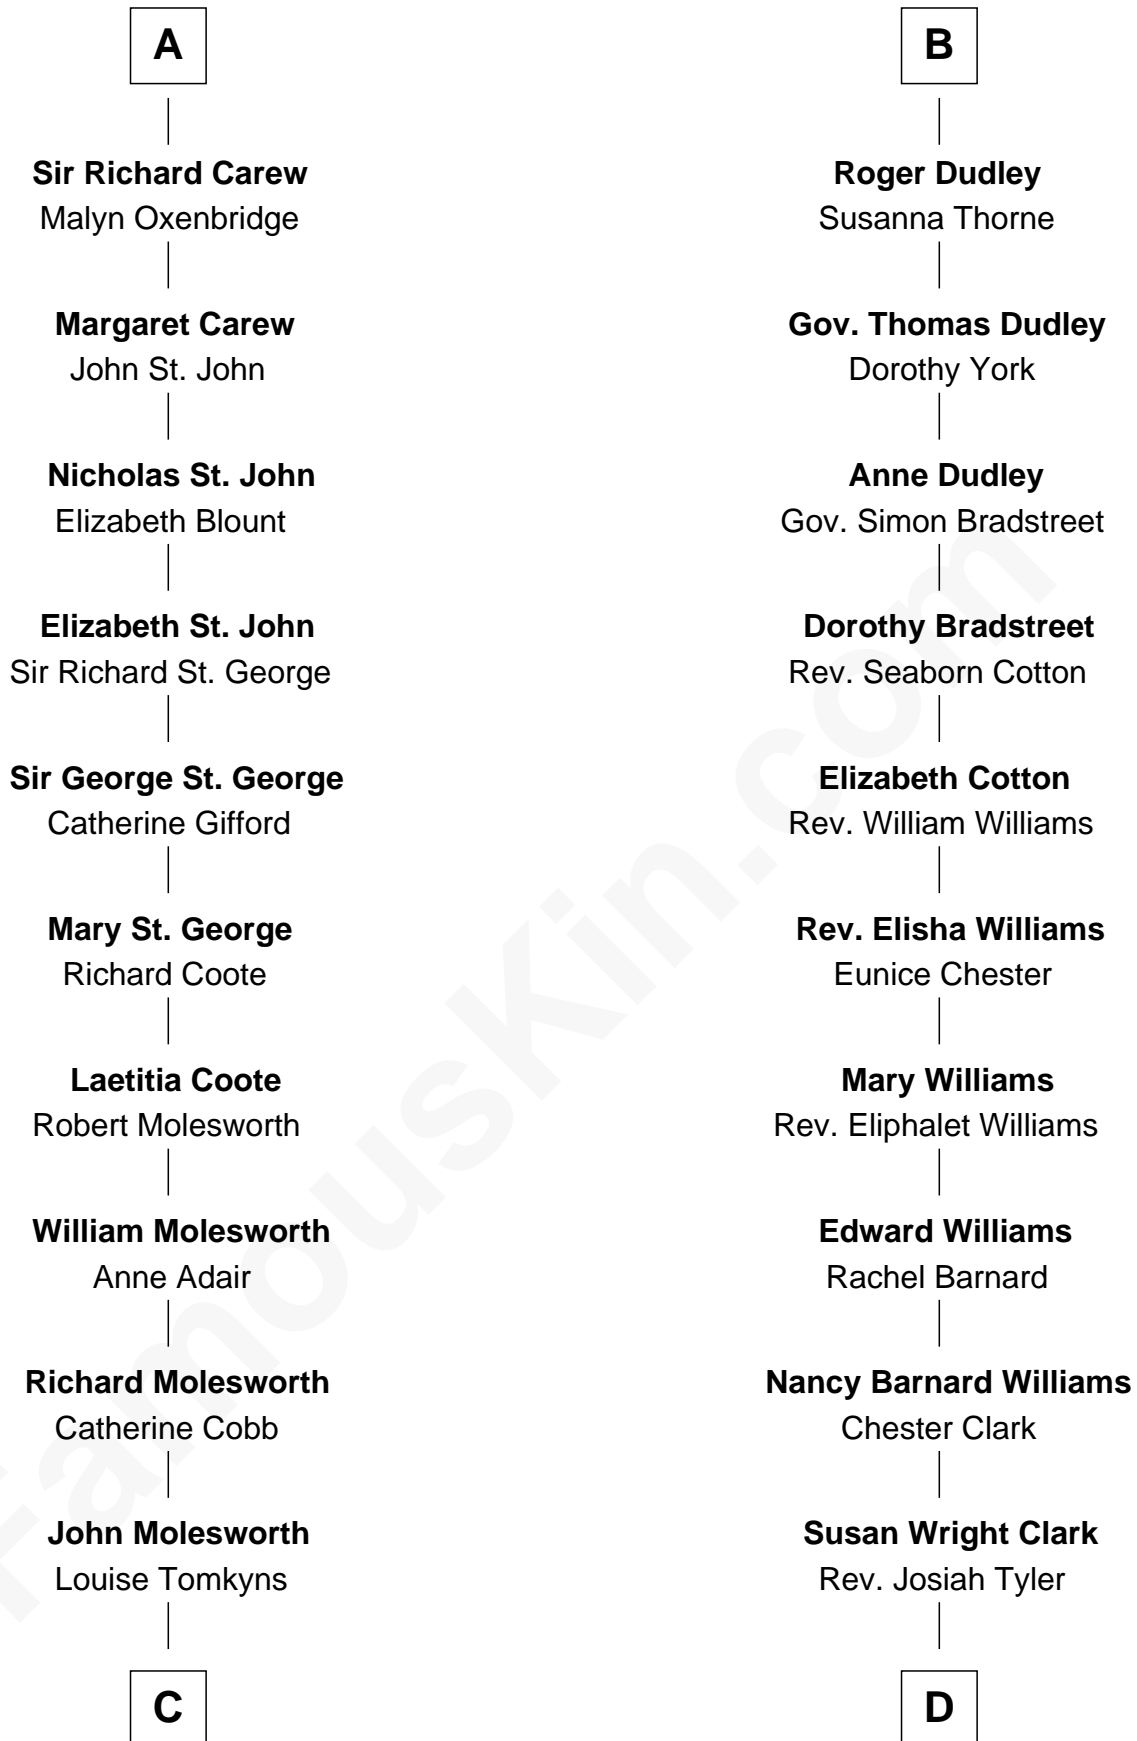 A
Sir Richard Carew
Malyn Oxenbridge
Margaret Carew
John St. John
Nicholas St. John
Elizabeth Blount
Elizabeth St. John
Sir Richard St. George
Sir George St. George
Catherine Gifford
Mary St. George
Richard Coote
Laetitia Coote
Robert Molesworth
William Molesworth
Anne Adair
Richard Molesworth
Catherine Cobb
John Molesworth
Louise Tomkyns
C
B
Roger Dudley
Susanna Thorne
Gov. Thomas Dudley
Dorothy York
Anne Dudley
Gov. Simon Bradstreet
Dorothy Bradstreet
Rev. Seaborn Cotton
Elizabeth Cotton
Rev. William Williams
Rev. Elisha Williams
Eunice Chester
Mary Williams
Rev. Eliphalet Williams
Edward Williams
Rachel Barnard
Nancy Barnard Williams
Chester Clark
Susan Wright Clark
Rev. Josiah Tyler
D
FamousKin.com